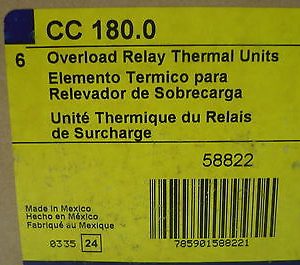 CC 180.0
6 Overload Relay Thermal Units
Elemento Termico para
Relevador de Sobrecarga
Unité Thermique du Relais
de Surcharge
58822
Made in Mexico
Hecho en México
Fabriqué au Mexique
0335 24
785901588221